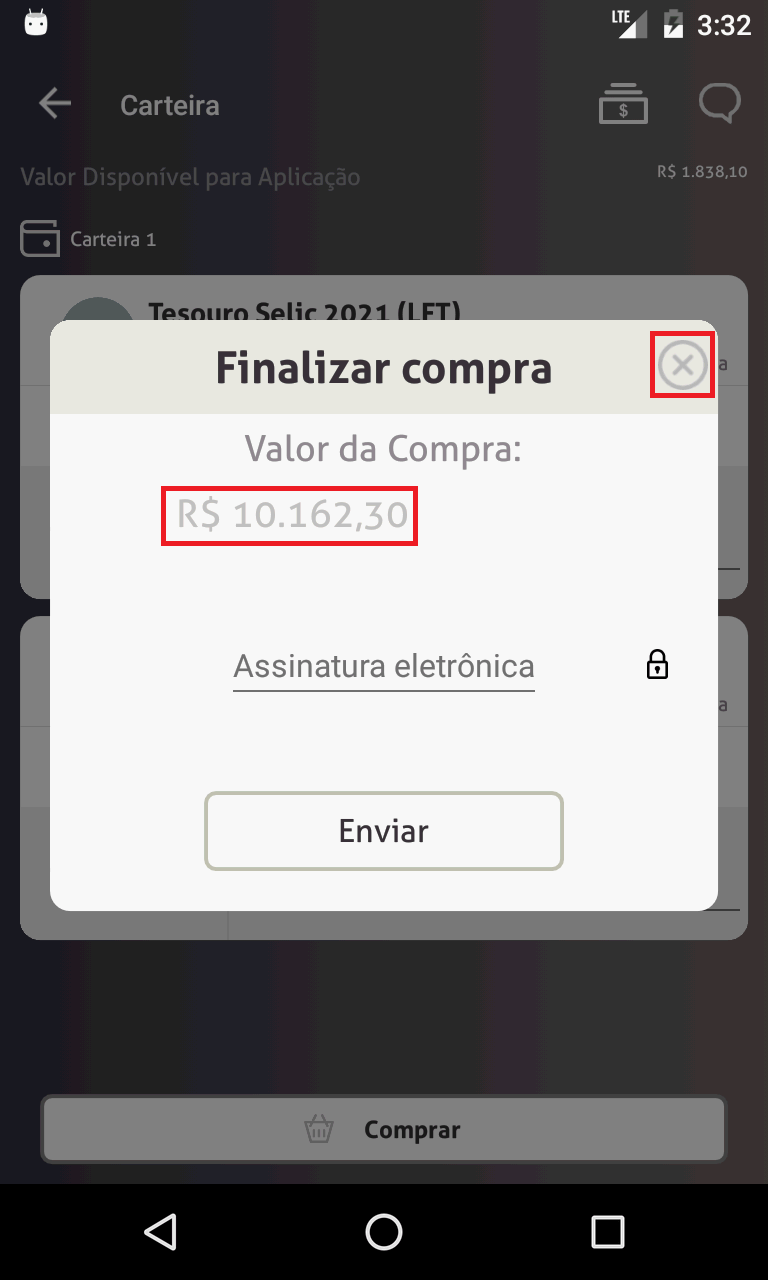 LTE 3:32
Carteira
$
Valor Disponível para Aplicação R$ 1.838,10
Carteira 1
Tesouro Selic 2021 (LFT)
Finalizar compra
a
Valor da Compra:
R$ 10.162,30
Assinatura eletrônica
a
Enviar
Comprar